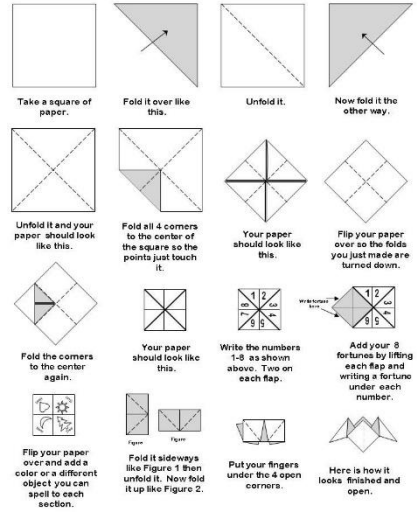 Take a square of
paper.
Fold it over like
this.
Unfold it.
Now fold it the
other way.
Unfold it and your
paper should look
like this.
Fold all 4 corners
to the center of
the square so the
points just touch
it.
Your paper
should look like
this.
Flip your paper
over so the folds
you just made are
turned down.
Fold the corners
to the center
again.
Your paper
should look like
this.
1 2
8 3
7 4
6 5
Write the numbers
1-8 as shown
above. Two on
each flap.
Write fortune
here
1 2
3
4
6 5
Add your 8
fortunes by lifting
each flap and
writing a fortune
under each
number.
Flip your paper
over and add a
color or a different
object you can
spell to each
section.
Figure
Figure
Fold it sideways
like Figure 1 then
unfold it. Now fold
it up like Figure 2.
Put your fingers
under the 4 open
corners.
Here is how it
looks finished and
open.